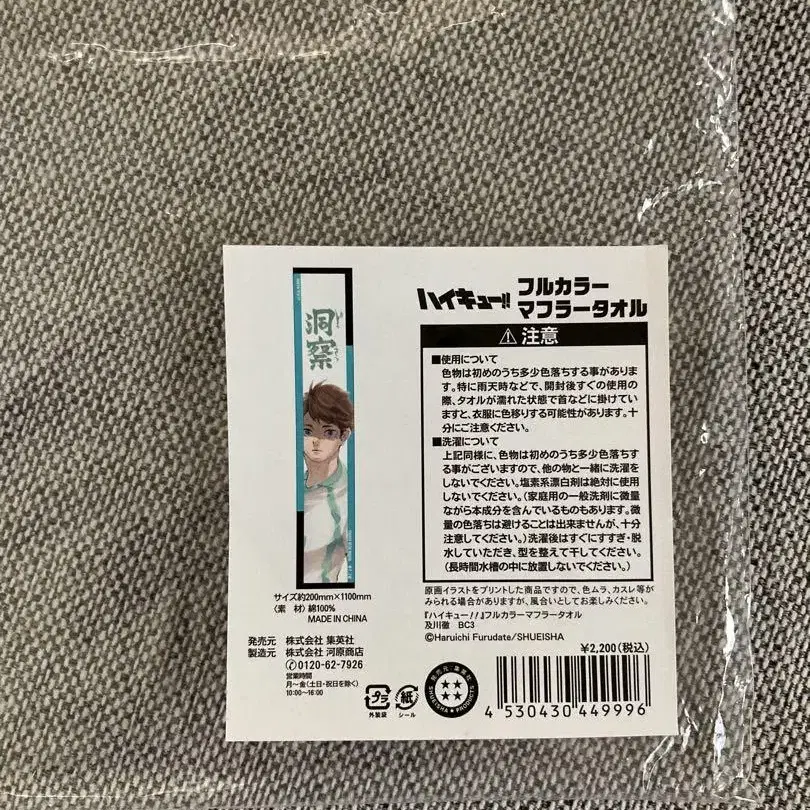 洞察
ハイキュー!!
フルカラー
マフラータオル
⚠注意
■使用について
色物は初めのうち多少色落ちする事がありま
す。特に雨天時などで、開封後すぐの使用の
際、タオルが濡れた状態で首などに掛けてい
ますと、衣服に色移りする可能性があります。十
分にご注意ください。
■洗濯について
上記同様に、色物は初めのうち多少色落ちす
る事がございますので、他の物と一緒に洗濯を
しないでください。塩素系漂白剤は絶対に使用
しないでください。(家庭用の一般洗剤に微量
ながら本成分を含んでいるものもあります。微
量の色落ちは避けることは出来ませんが、十分
注意してください。)洗濯後はすぐにすすぎ・脱
水していただき、型を整えて干してください。
(長時間水槽の中に放置しないでください。)
サイズ約200mm×1100mm
〈素 材〉綿100%
MADE IN CHINA
原画イラストをプリントした商品ですので、色ムラ、カスレ等が
みられる場合がありますが、風合いとしてお楽しみください。
『ハイキュー!!』フルカラーマフラータオル
及川徹 BC3
©Haruichi Furudate/SHUEISHA
発売元 株式会社 集英社
製造元 株式会社 河原商店
0120-62-7926
営業時間
月~金(土日・祝日を除く)
10:00~16:00
¥2,200(税込)
プラ
外装袋
紙
シール
発売元:集英社
SHUEISHA PRODUCTS
4 530430 449996